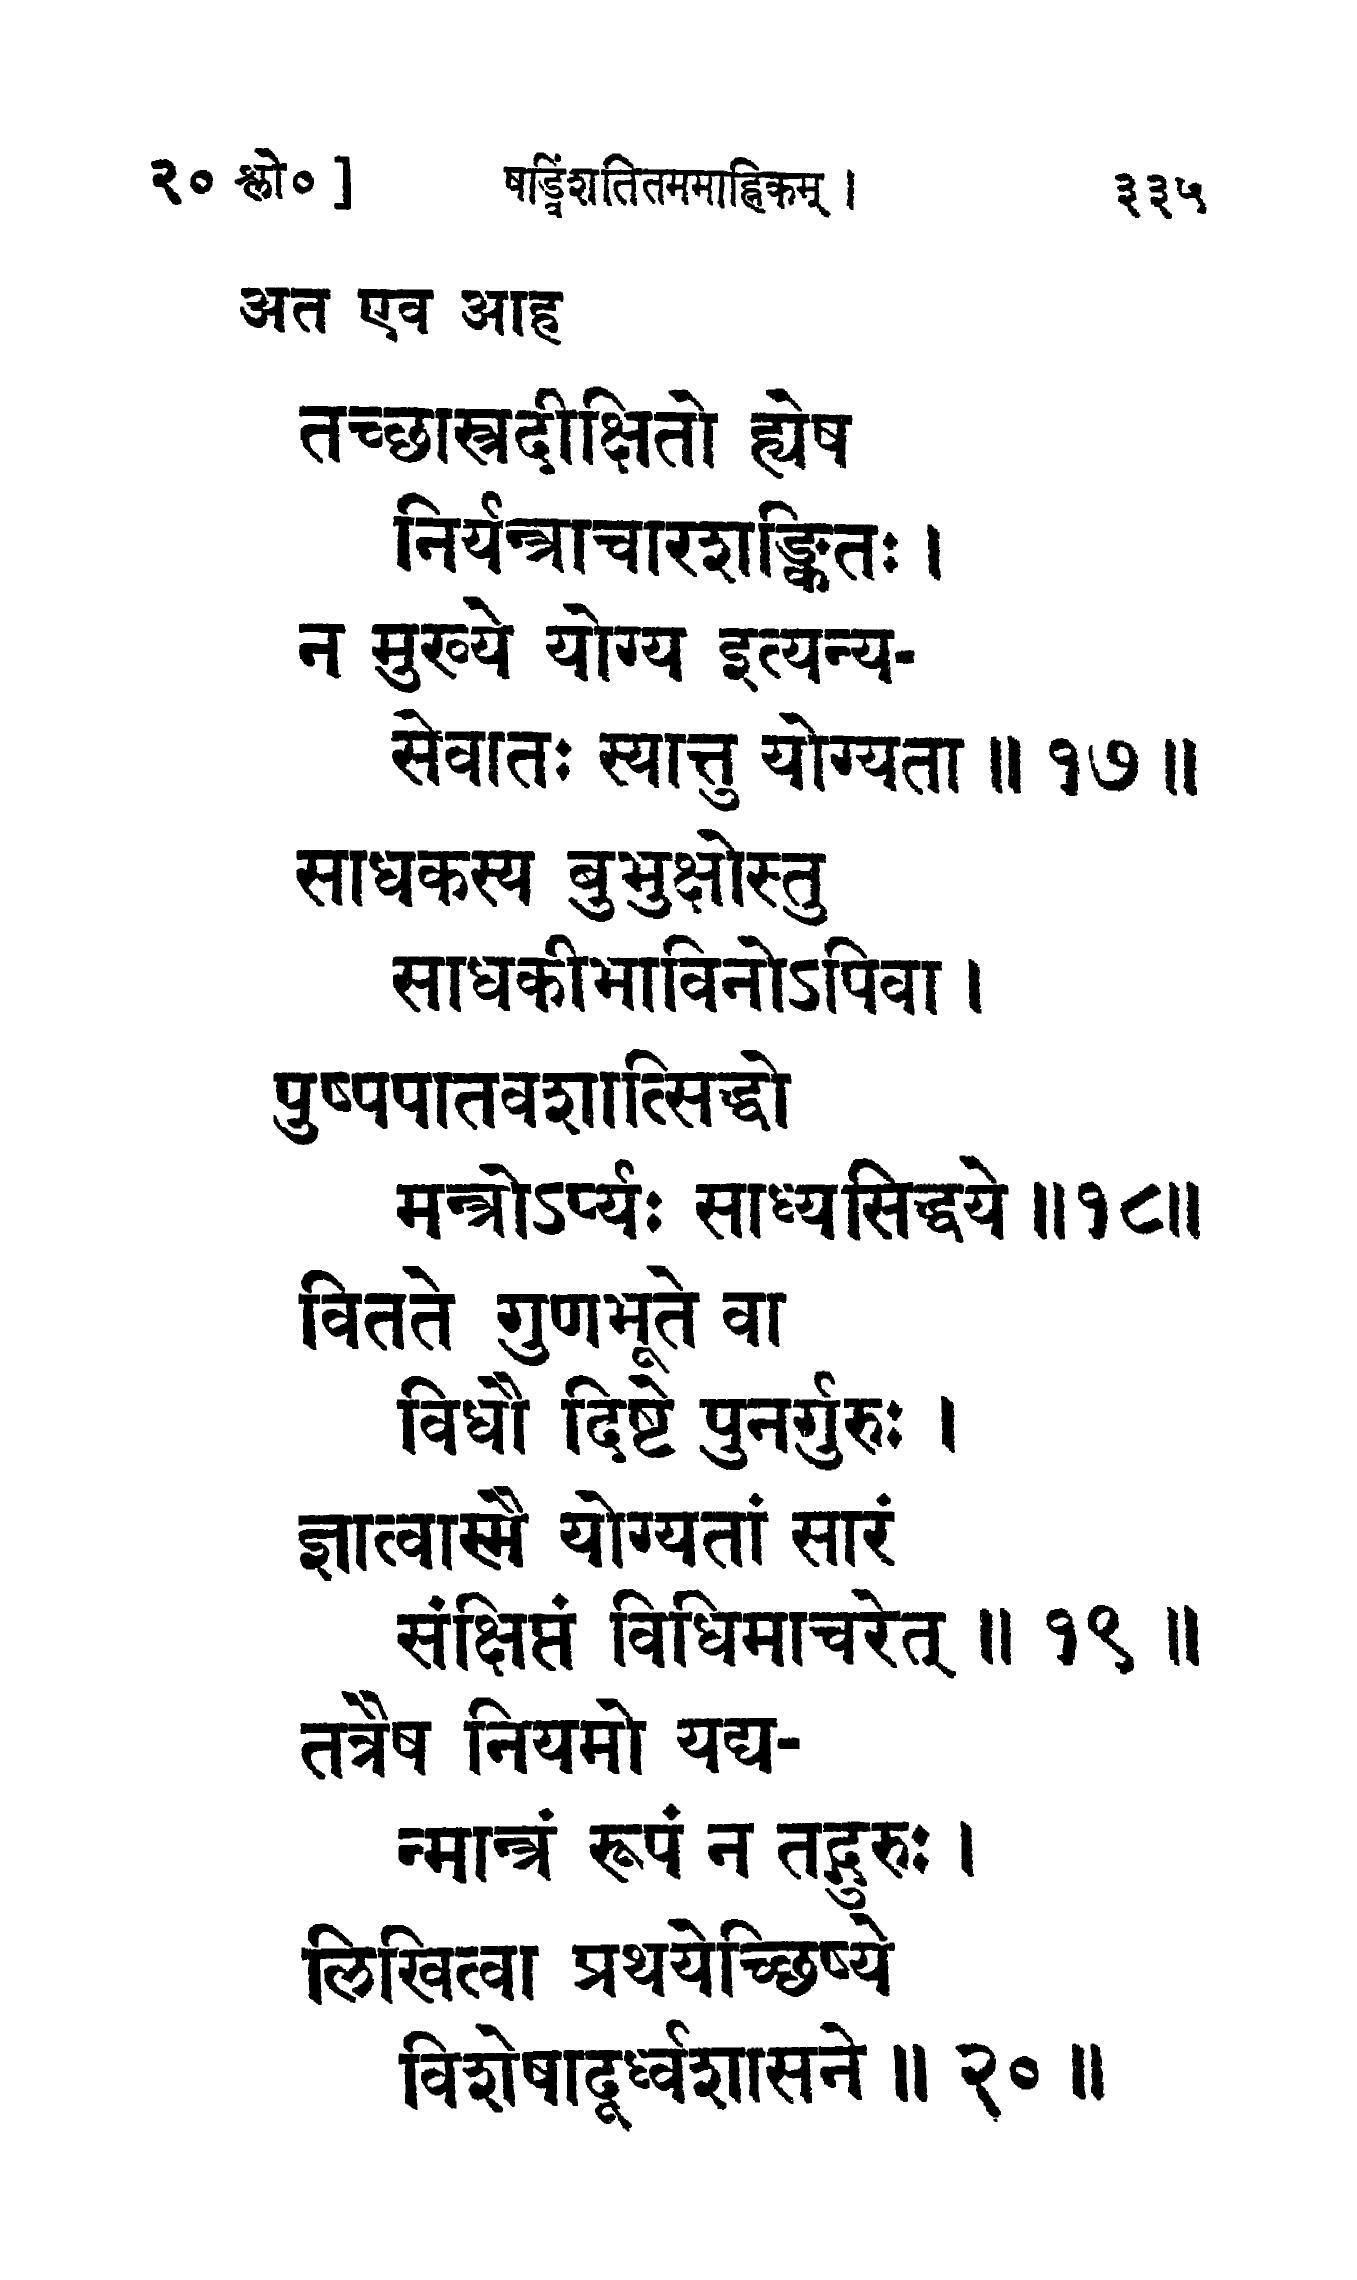 २० श्लो० ] षड्विंशतितममाह्निकम् । ३३५
अत एव आह
तच्छास्त्रदीक्षितो ह्येष
निर्यन्त्राचारशङ्कितः ।
न मुख्ये योग्य इत्यन्य-
सेवातः स्यात्तु योग्यता ॥ १७ ॥
साधकस्य बुभुक्षोस्तु
साधकीभाविनोऽपिवा ।
पुष्पपातवशात्सिद्धो
मन्त्रोऽर्प्यः साध्यसिद्धये ॥१८॥
वितते गुणभूते वा
विधौ दिष्टे पुनर्गुरुः ।
ज्ञात्वास्मै योग्यतां सारं
संक्षिप्तं विधिमाचरेत् ॥ १९ ॥
तत्रैष नियमो यद्य-
न्मान्त्रं रूपं न तद्गुरुः ।
लिखित्वा प्रथयेच्छिष्ये
विशेषादूर्ध्वशासने ॥ २० ॥